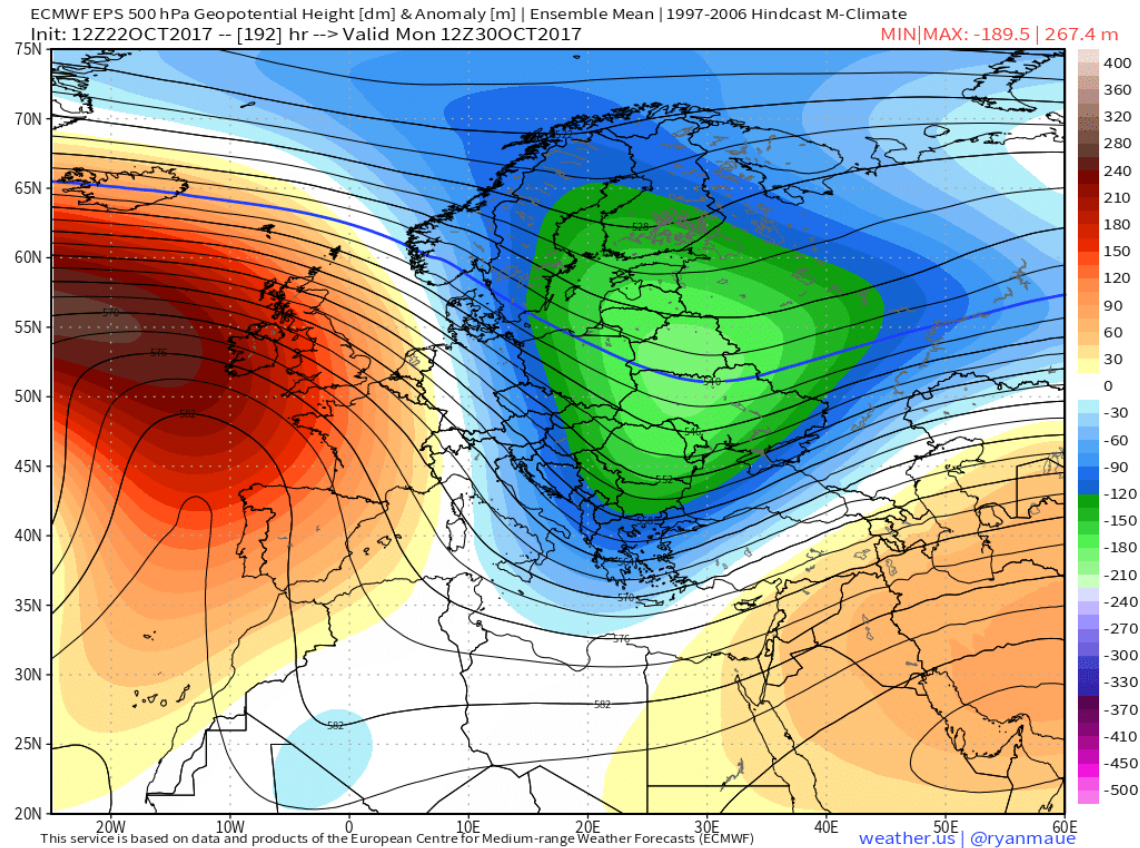 ECMWF EPS 500 hPa Geopotential Height [dm] & Anomaly [m] | Ensemble Mean | 1997-2006 Hindcast M-Climate
Init: 12Z22OCT2017 -- [192] hr --> Valid Mon 12Z30OCT2017
MIN|MAX: -189.5 | 267.4 m
75N
70N
65N
60N
55N
50N
45N
40N
35N
30N
25N
20N
528
570
576
582
510
552
570
576
582
582
400
360
320
280
240
210
180
150
120
90
60
30
0
-30
-60
-90
-120
-150
-180
-210
-240
-270
-300
-330
-370
-410
-450
-500
20W 10W 0 10E 20E 30E 40E 50E 60E
This service is based on data and products of the European Centre for Medium-range Weather Forecasts (ECMWF)
weather.us | @ryanmaue